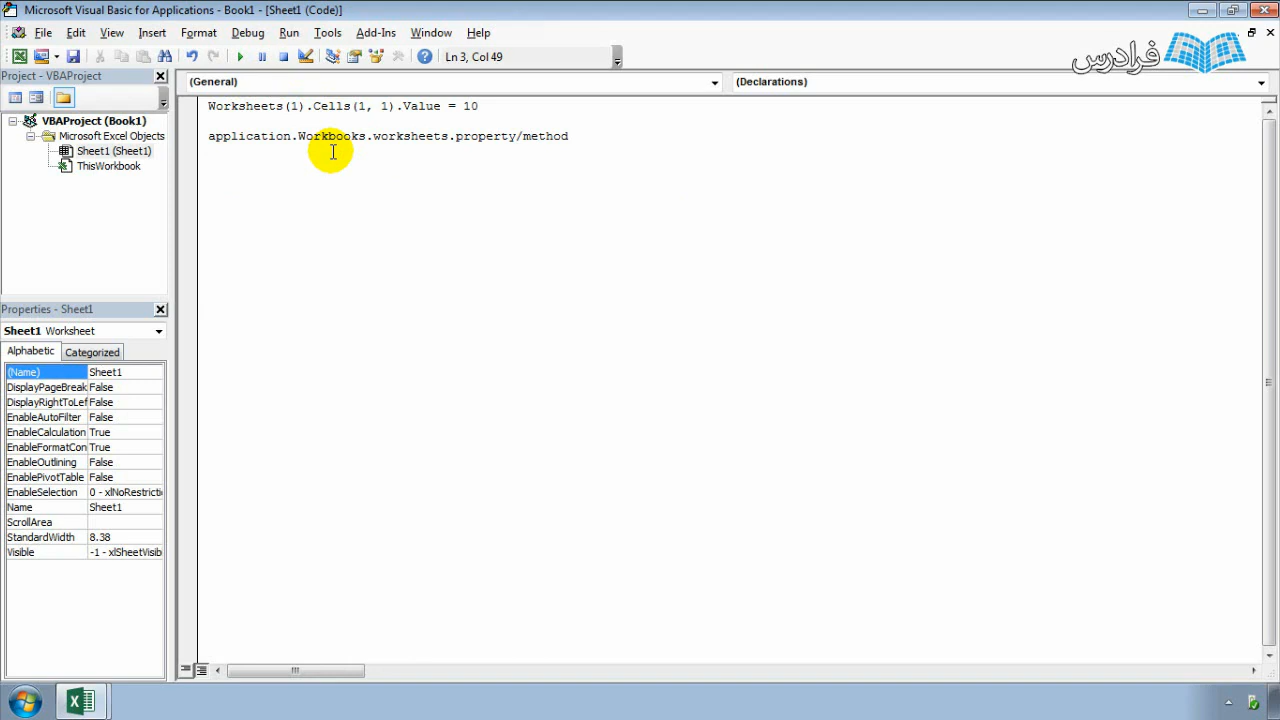 Microsoft Visual Basic for Applications - Book1 - [Sheet1 (Code)]
File Edit View Insert Format Debug Run Tools Add-Ins Window Help
فرادرس
Ln 3, Col 49
Project - VBAProject
(General)
(Declarations)
VBAProject (Book1)
Microsoft Excel Objects
Sheet1 (Sheet1)
ThisWorkbook
Worksheets(1).Cells(1, 1).Value = 10
application.Workbooks.worksheets.property/method
Properties - Sheet1
Sheet1 Worksheet
Alphabetic Categorized
(Name) Sheet1
DisplayPageBreak False
DisplayRightToLef False
EnableAutoFilter False
EnableCalculation True
EnableFormatCon True
EnableOutlining False
EnablePivotTable False
EnableSelection 0 - xlNoRestricti
Name Sheet1
ScrollArea
StandardWidth 8.38
Visible -1 - xlSheetVisib